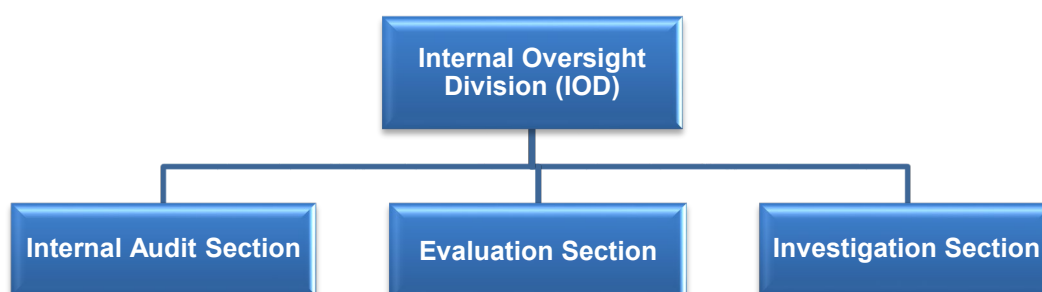 Internal Oversight
Division (IOD)
Internal Audit Section
Evaluation Section
Investigation Section